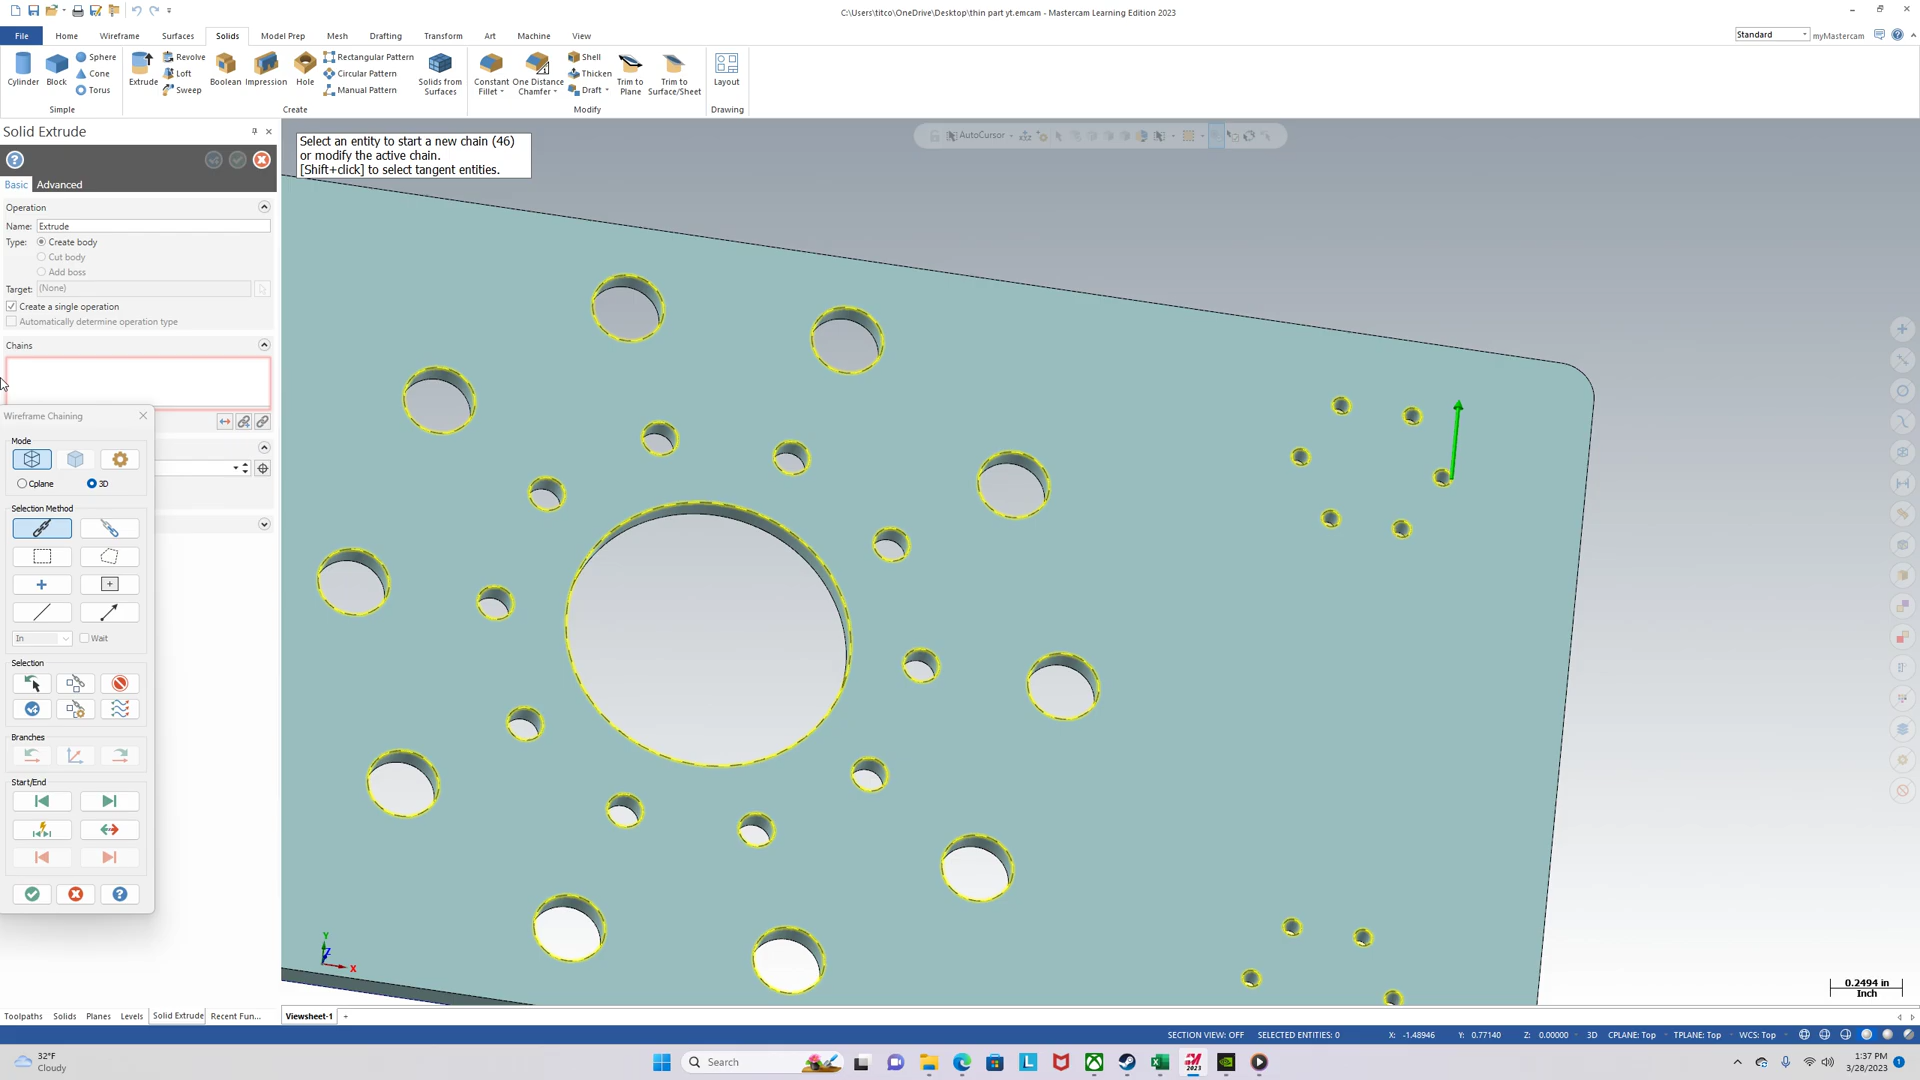 C:\Users\titco\OneDrive\Desktop\thin part yt.emcam - Mastercam Learning Edition 2023
File Home Wireframe Surfaces Solids Model Prep Mesh Drafting Transform Art Machine View
Standard myMastercam
Cylinder Block Sphere Cone Torus
Simple
Extrude Revolve Loft Sweep Boolean Impression Hole Rectangular Pattern Circular Pattern Manual Pattern Solids from Surfaces
Create
Constant Fillet One Distance Chamfer Shell Thicken Draft Trim to Plane Trim to Surface/Sheet
Modify
Layout
Drawing
Solid Extrude
Basic Advanced
Operation
Name: Extrude
Type: Create body
Cut body
Add boss
Target: (None)
Create a single operation
Automatically determine operation type
Chains
Wireframe Chaining
Mode
Cplane 3D
Selection Method
In Wait
Selection
Branches
Start/End
Select an entity to start a new chain (46)
or modify the active chain.
[Shift+click] to select tangent entities.
AutoCursor
Y
Z
X
0.2494 in
Inch
Toolpaths Solids Planes Levels Solid Extrude Recent Fun... Viewsheet-1 +
SECTION VIEW: OFF SELECTED ENTITIES: 0 X: -1.48946 Y: 0.77140 Z: 0.00000 3D CPLANE: Top TPLANE: Top WCS: Top
32°F
Cloudy
Search
2023
1:37 PM
3/28/2023
1